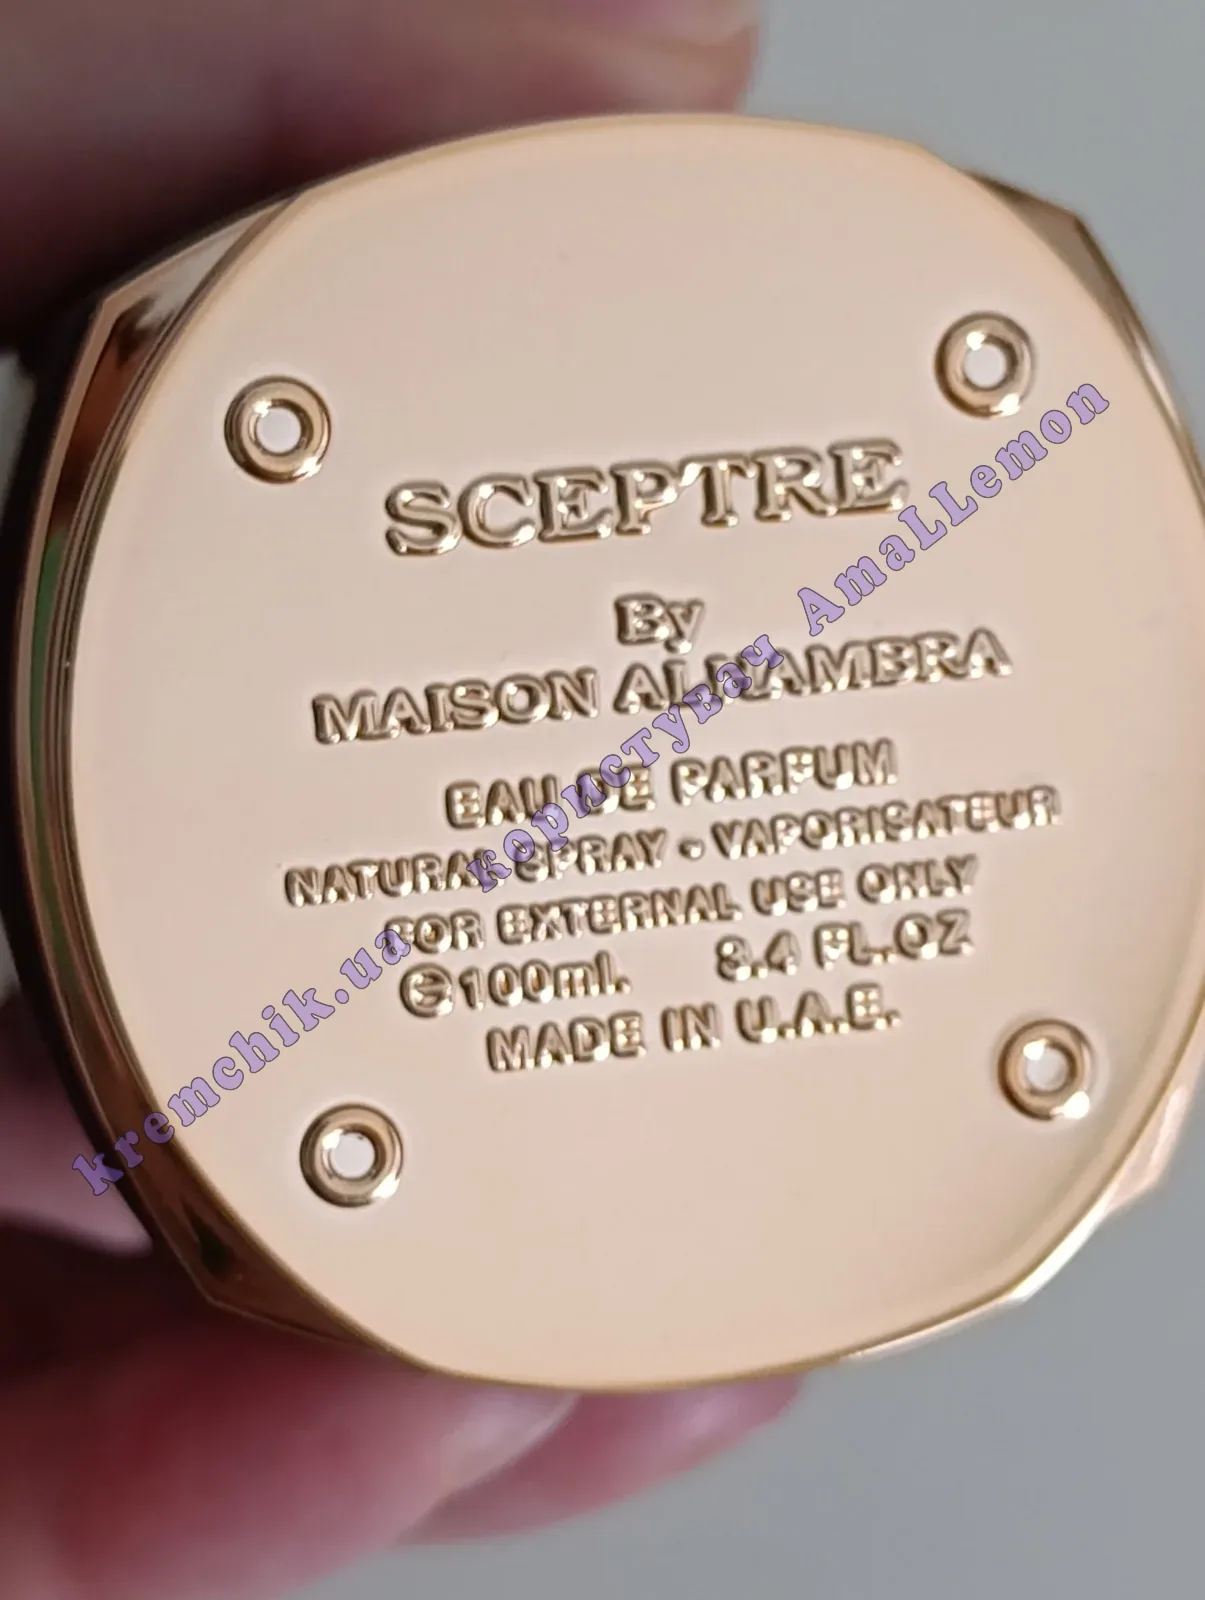 SCEPTRE
By
MAISON ALHAMBRA
EAU DE PARFUM
NATURAL SPRAY • VAPORISATEUR
FOR EXTERNAL USE ONLY
℮100ml. 3.4 FL.OZ
MADE IN U.A.E.
kremchik.ua користувач AmaLLemon